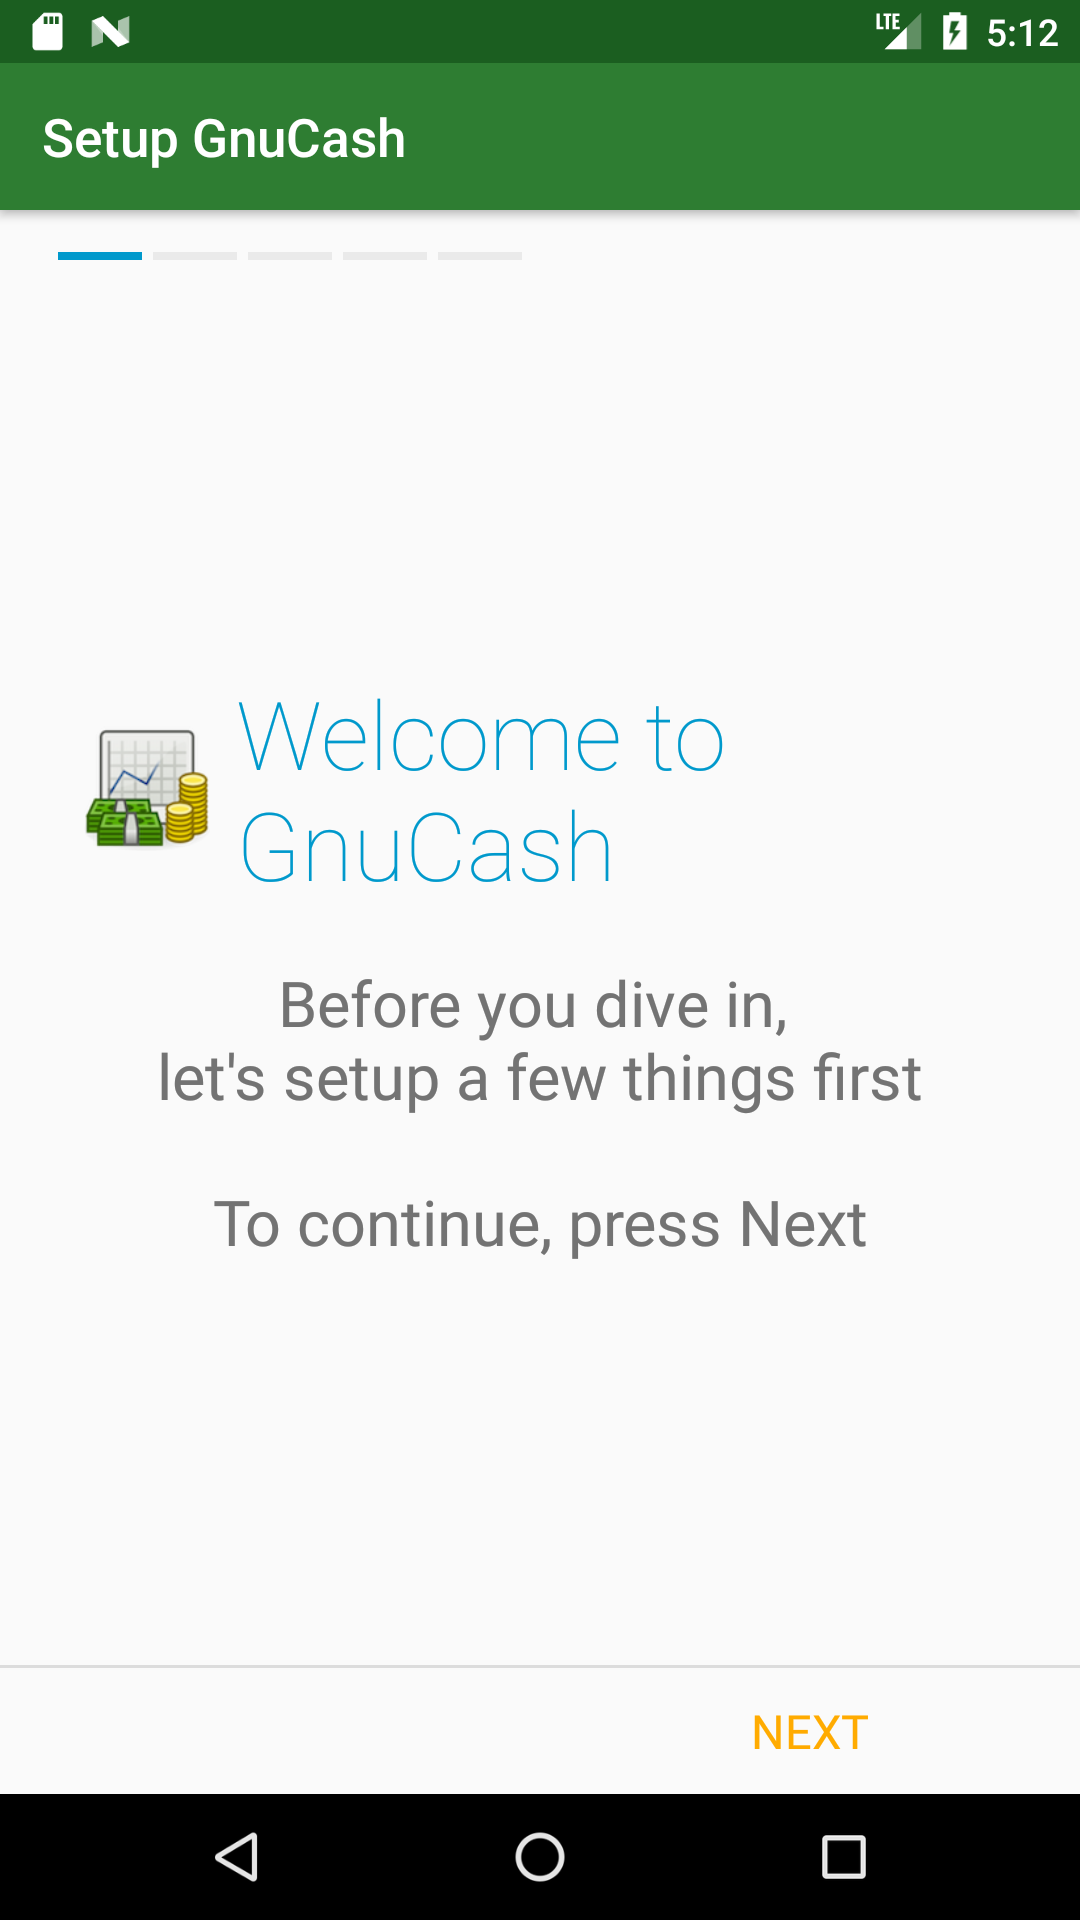 LTE 5:12
Setup GnuCash
Welcome to
GnuCash
Before you dive in,
let's setup a few things first
To continue, press Next
NEXT